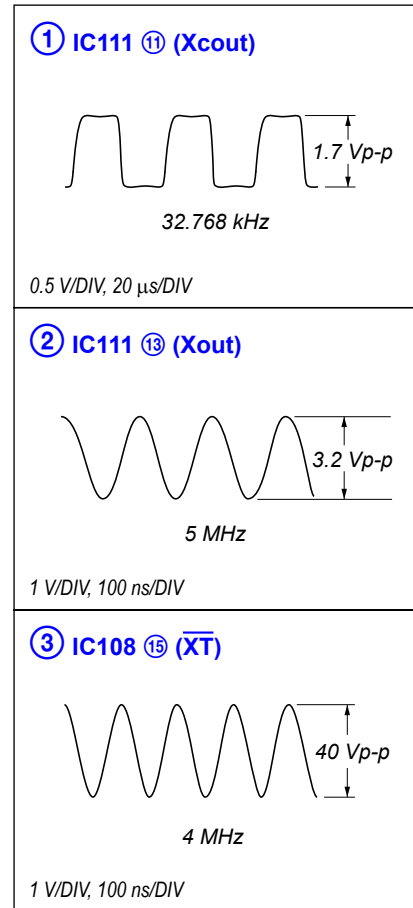 ① IC111 ⑪ (Xcout)
1.7 Vp-p
32.768 kHz
0.5 V/DIV, 20 µs/DIV
② IC111 ⑬ (Xout)
3.2 Vp-p
5 MHz
1 V/DIV, 100 ns/DIV
③ IC108 ⑮ (X̅T̅)
40 Vp-p
4 MHz
1 V/DIV, 100 ns/DIV